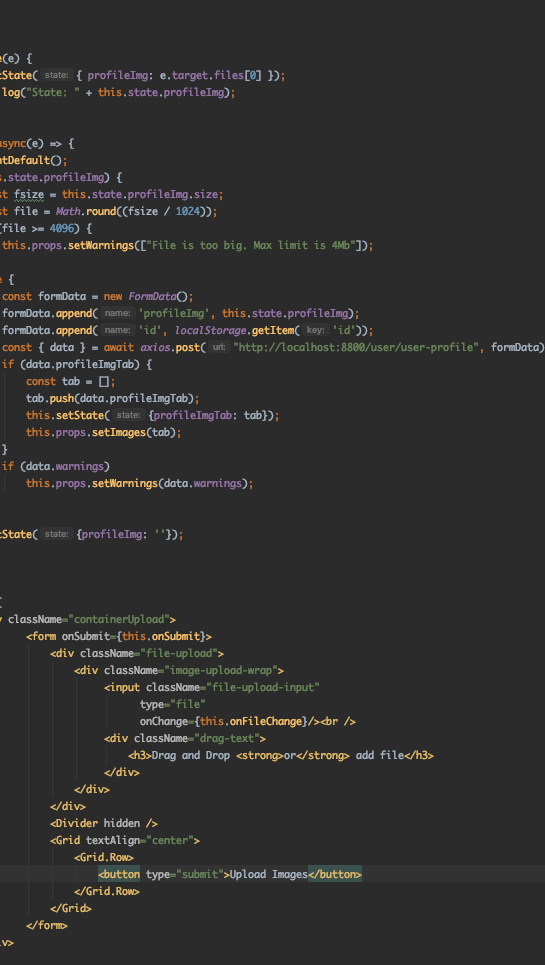 (e) {
State( state: { profileImg: e.target.files[0] });
log("State: " + this.state.profileImg);
async(e) => {
ntDefault();
s.state.profileImg) {
st fsize = this.state.profileImg.size;
st file = Math.round((fsize / 1024));
(file >= 4096) {
this.props.setWarnings(["File is too big. Max limit is 4Mb"]);
e {
const formData = new FormData();
formData.append( name: 'profileImg', this.state.profileImg);
formData.append( name: 'id', localStorage.getItem( key: 'id'));
const { data } = await axios.post( url: "http://localhost:8800/user/user-profile", formData)
if (data.profileImgTab) {
const tab = [];
tab.push(data.profileImgTab);
this.setState( state: {profileImgTab: tab});
this.props.setImages(tab);
}
if (data.warnings)
this.props.setWarnings(data.warnings);
tState( state: {profileImg: ''});
{
className="containerUpload">
<form onSubmit={this.onSubmit}>
<div className="file-upload">
<div className="image-upload-wrap">
<input className="file-upload-input"
type="file"
onChange={this.onFileChange}/><br />
<div className="drag-text">
<h3>Drag and Drop <strong>or</strong> add file</h3>
</div>
</div>
</div>
<Divider hidden />
<Grid textAlign="center">
<Grid.Row>
<button type="submit">Upload Images</button>
</Grid.Row>
</Grid>
</form>
iv>